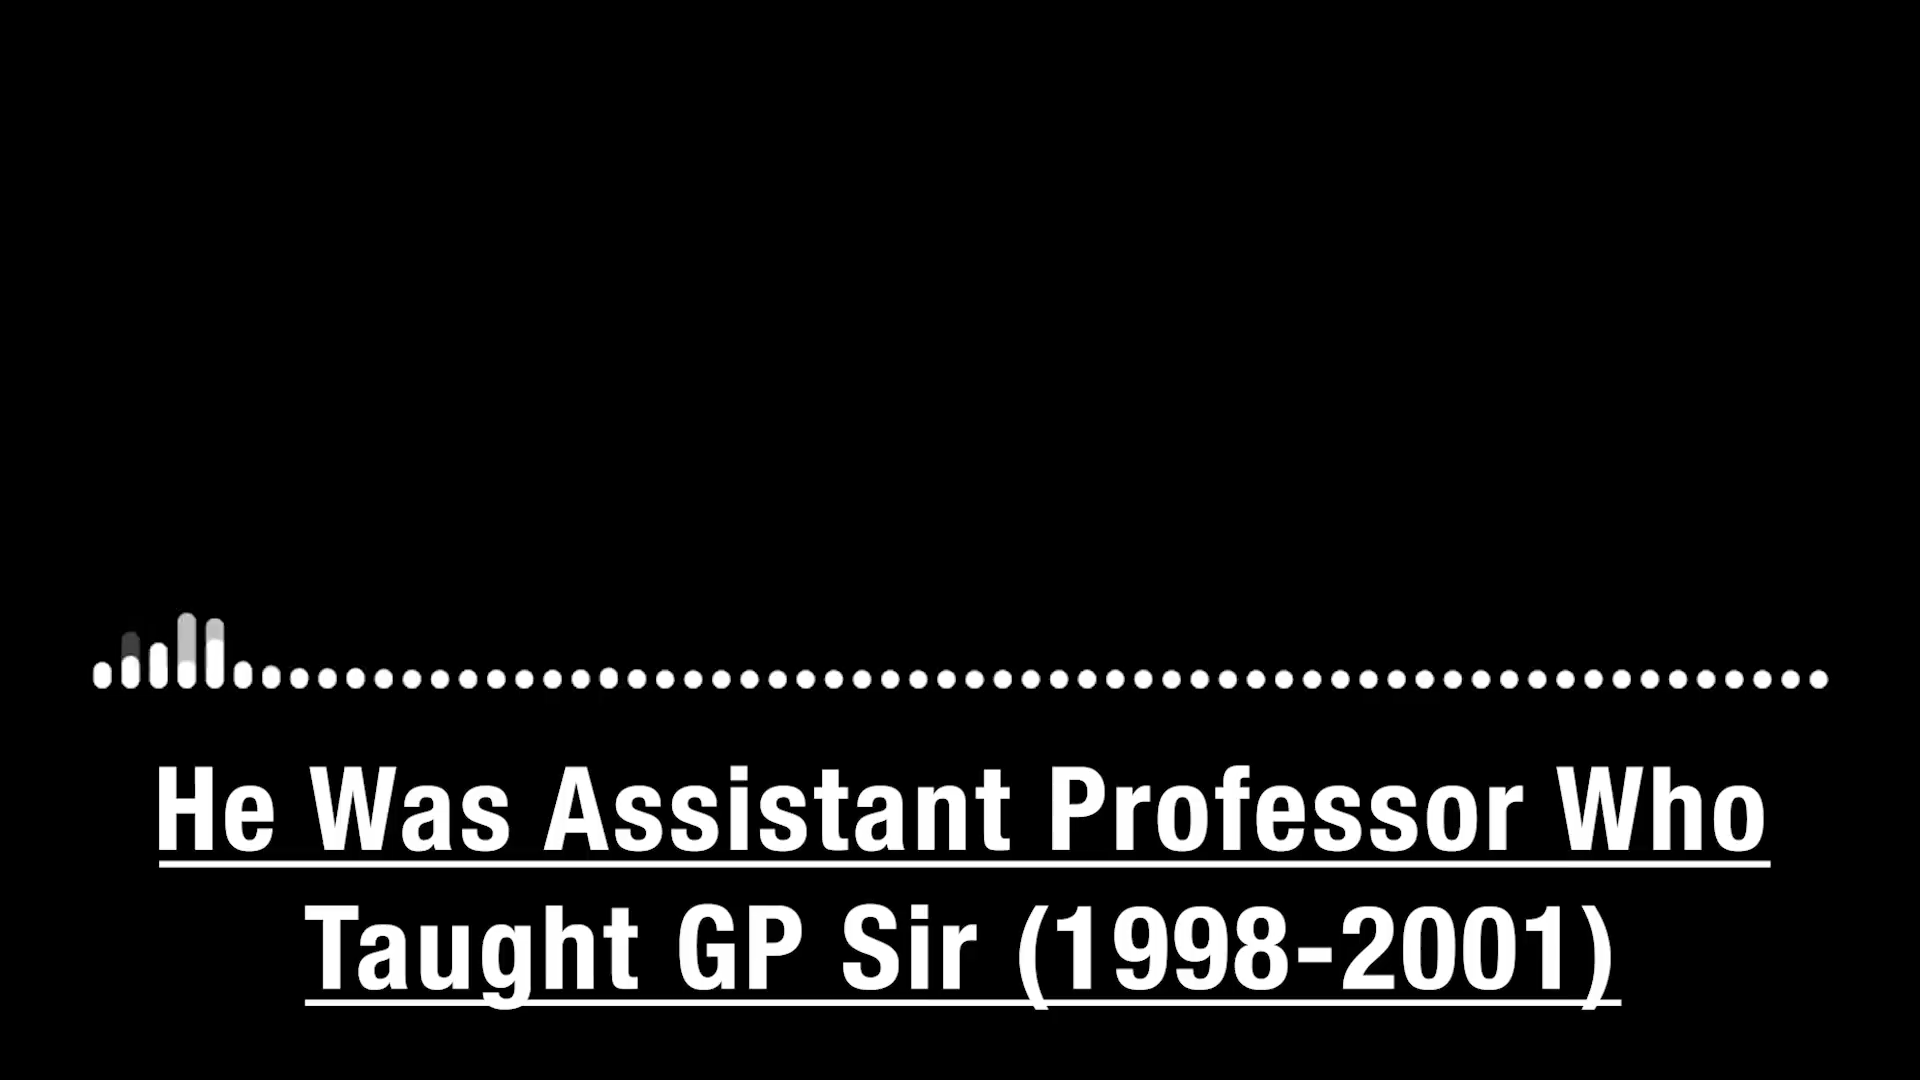 He Was Assistant Professor Who
Taught GP Sir (1998-2001)